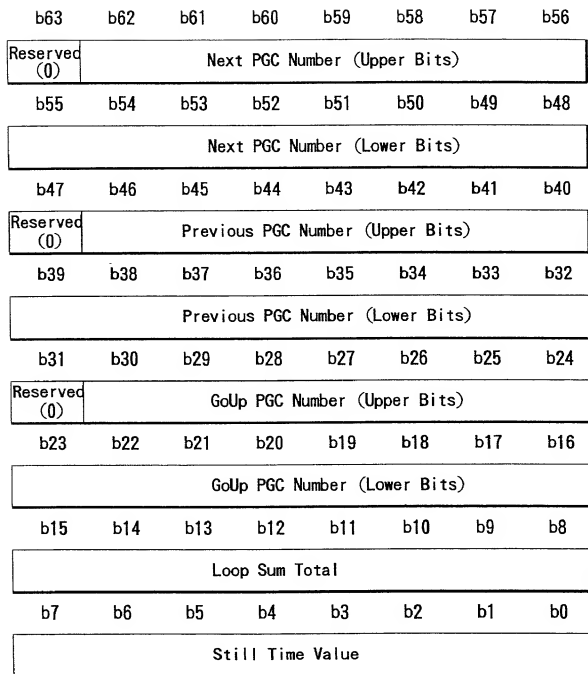 b63 b62 b61 b60 b59 b58 b57 b56
Reserved (0) Next PGC Number (Upper Bits)
b55 b54 b53 b52 b51 b50 b49 b48
Next PGC Number (Lower Bits)
b47 b46 b45 b44 b43 b42 b41 b40
Reserved (0) Previous PGC Number (Upper Bits)
b39 b38 b37 b36 b35 b34 b33 b32
Previous PGC Number (Lower Bits)
b31 b30 b29 b28 b27 b26 b25 b24
Reserved (0) GoUp PGC Number (Upper Bits)
b23 b22 b21 b20 b19 b18 b17 b16
GoUp PGC Number (Lower Bits)
b15 b14 b13 b12 b11 b10 b9 b8
Loop Sum Total
b7 b6 b5 b4 b3 b2 b1 b0
Still Time Value